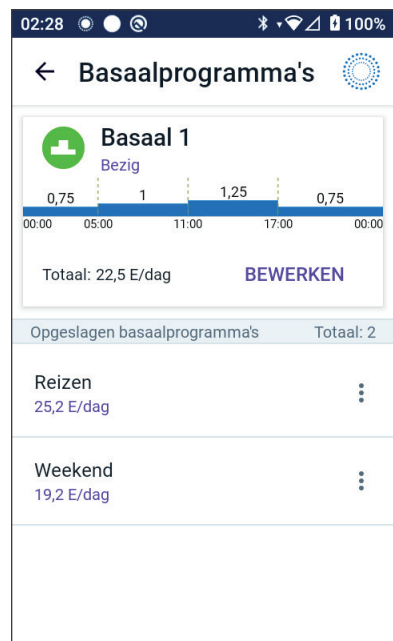 02:28 100%
Basaalprogramma's
Basaal 1
Bezig
0,75 1 1,25 0,75
00:00 05:00 11:00 17:00 00:00
Totaal: 22,5 E/dag BEWERKEN
Opgeslagen basaalprogramma's Totaal: 2
Reizen
25,2 E/dag
Weekend
19,2 E/dag